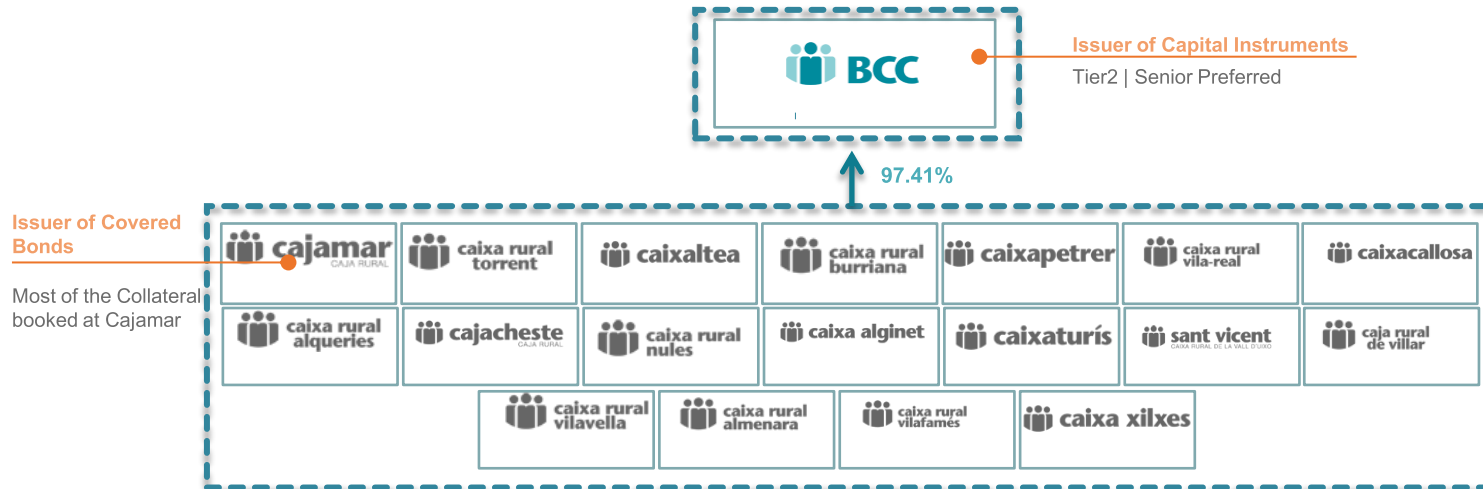 BCC
Issuer of Capital Instruments
Tier2 | Senior Preferred
97.41%
Issuer of Covered
Bonds
Most of the Collateral
booked at Cajamar
cajamar
CAJA RURAL
caixa rural
torrent
caixaltea
caixa rural
burriana
caixapetrer
caixa rural
vila-real
caixacallosa
caixa rural
alqueries
cajacheste
CAJA RURAL
caixa rural
nules
caixa alginet
caixaturís
sant vicent
CAIXA RURAL DE LA VALL D'UIXO
caja rural
de villar
caixa rural
vilavella
caixa rural
almenara
caixa rural
vilafamés
caixa xilxes